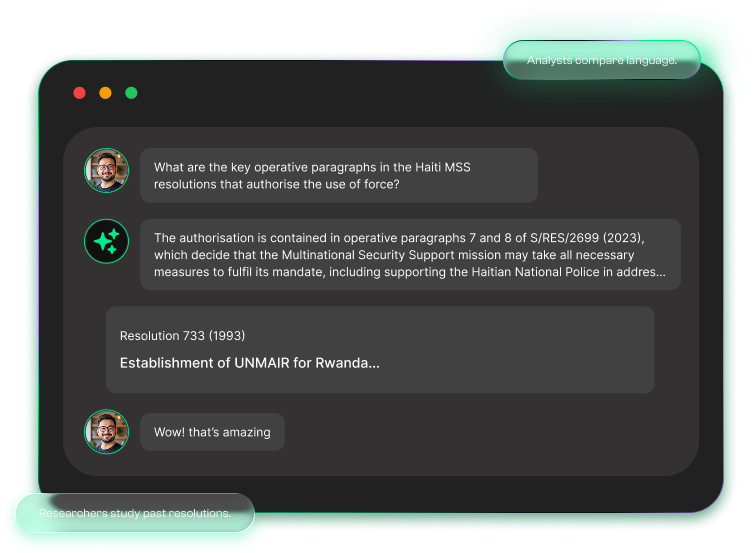 Analysts compare language.
What are the key operative paragraphs in the Haiti MSS
resolutions that authorise the use of force?
The authorisation is contained in operative paragraphs 7 and 8 of S/RES/2699 (2023),
which decide that the Multinational Security Support mission may take all necessary
measures to fulfil its mandate, including supporting the Haitian National Police in addres...
Resolution 733 (1993)
Establishment of UNMAIR for Rwanda...
Wow! that's amazing
Researchers study past resolutions.